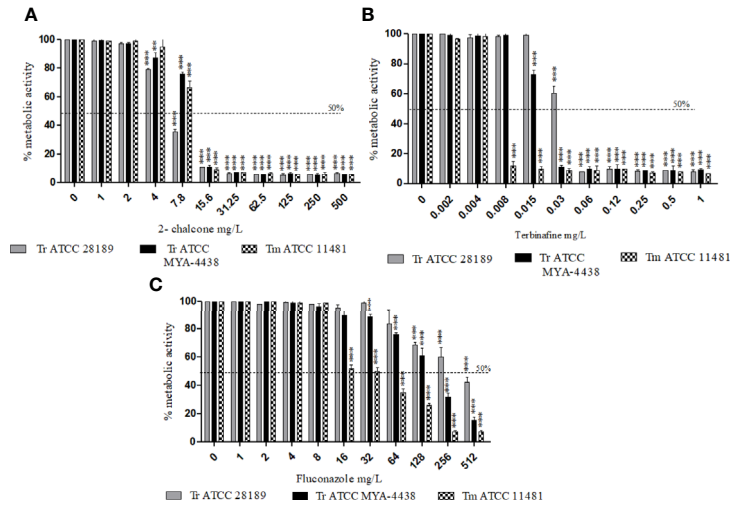 A
% metabolic activity
100
80
60
40
20
0
50%
0 1 2 4 7.8 15.6 31.25 62.5 125 250 500
2- chalcone mg/L
Tr ATCC 28189 Tr ATCC MYA-4438 Tm ATCC 11481
B
% metabolic activity
100
80
60
40
20
0
50%
0 0.002 0.004 0.008 0.015 0.03 0.06 0.12 0.25 0.5 1
Terbinafine mg/L
Tr ATCC 28189 Tr ATCC MYA-4438 Tm ATCC 11481
C
% metabolic activity
100
80
60
40
20
0
50%
0 1 2 4 8 16 32 64 128 256 512
Fluconazole mg/L
Tr ATCC 28189 Tr ATCC MYA-4438 Tm ATCC 11481